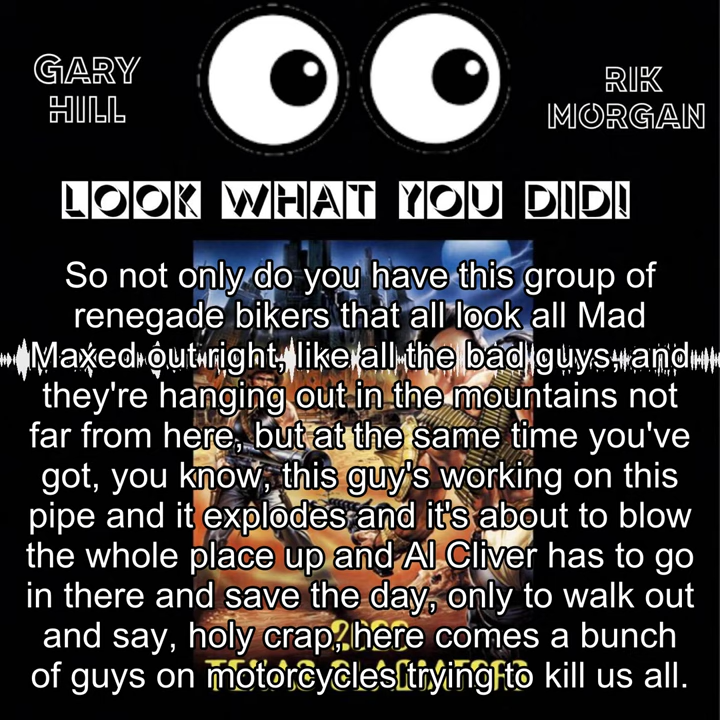 GARY
HILL
RIK
MORGAN
LOOK WHAT YOU DID!
So not only do you have this group of
renegade bikers that all look all Mad
Maxed out right, like all the bad guys, and
they're hanging out in the mountains not
far from here, but at the same time you've
got, you know, this guy's working on this
pipe and it explodes and it's about to blow
the whole place up and Al Cliver has to go
in there and save the day, only to walk out
and say, holy crap, here comes a bunch
of guys on motorcycles trying to kill us all.